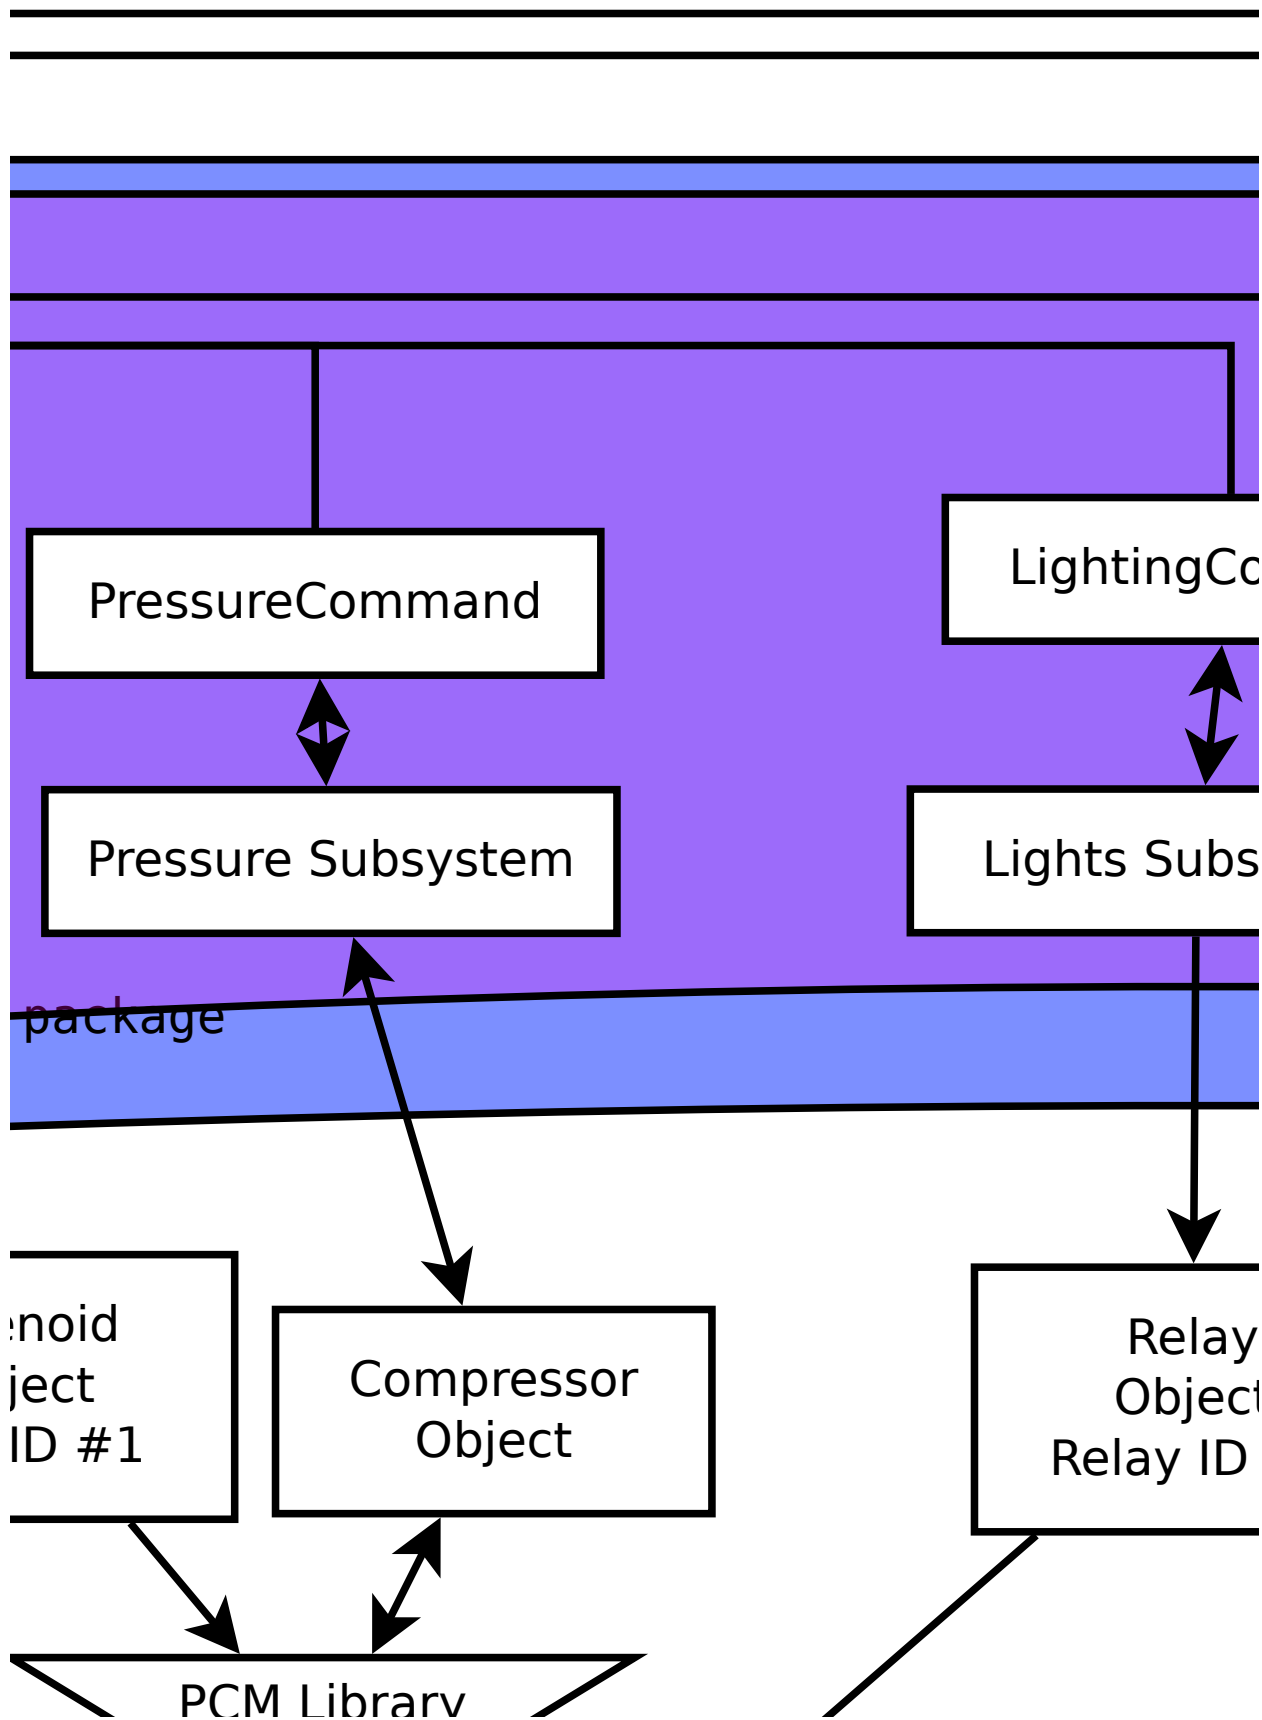 PressureCommand
LightingCo
Pressure Subsystem
Lights Subs
package
enoid
ject
ID #1
Compressor
Object
Relay
Object
Relay ID
PCM Library